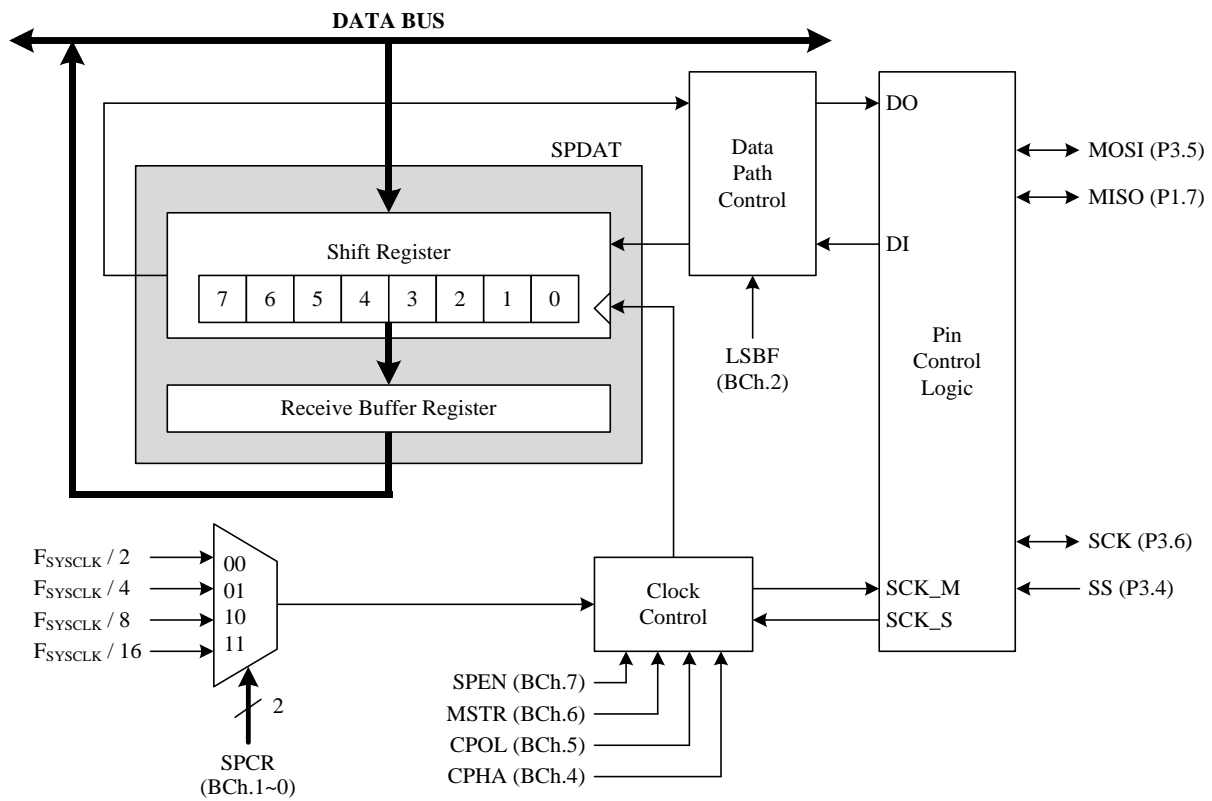 DATA BUS
SPDAT
Shift Register
7 6 5 4 3 2 1 0
Receive Buffer Register
Data
Path
Control
LSBF
(BCh.2)
DO
DI
Pin
Control
Logic
SCK_M
SCK_S
MOSI (P3.5)
MISO (P1.7)
SCK (P3.6)
SS (P3.4)
FSYSCLK / 2
FSYSCLK / 4
FSYSCLK / 8
FSYSCLK / 16
00
01
10
11
2
SPCR
(BCh.1~0)
Clock
Control
SPEN (BCh.7)
MSTR (BCh.6)
CPOL (BCh.5)
CPHA (BCh.4)